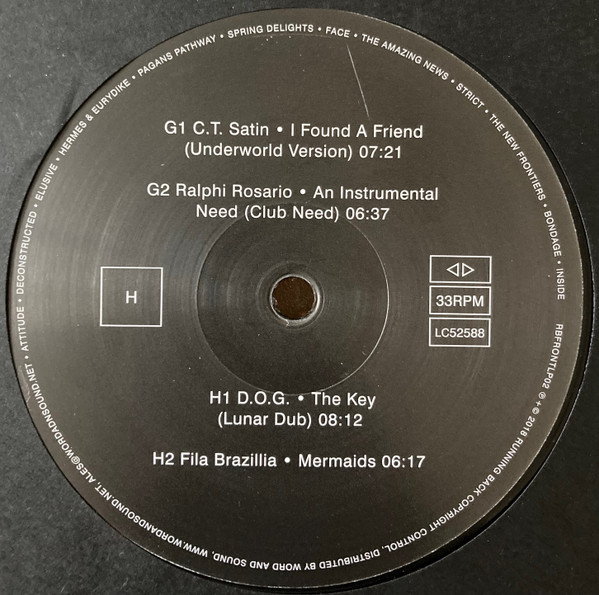 G1 C.T. Satin • I Found A Friend
(Underworld Version) 07:21
G2 Ralphi Rosario • An Instrumental
Need (Club Need) 06:37
H
33RPM
LC52588
H1 D.O.G. • The Key
(Lunar Dub) 08:12
H2 Fila Brazillia • Mermaids 06:17
ATTITUDE • DECONSTRUCTED • ELUSIVE • HERMES & EURYDIKE • PAGANS PATHWAY • SPRING DELIGHTS • FACE • THE AMAZING NEWS • STRICT • THE NEW FRONTIERS • BONDAGE • INSIDE
RBFRONTLP02 ℗+© 2018 RUNNING BACK COPYRIGHT CONTROL, DISTRIBUTED BY WORD AND SOUND, WWW.WORDANDSOUND.NET, ALES@WORDADNSOUND.NET